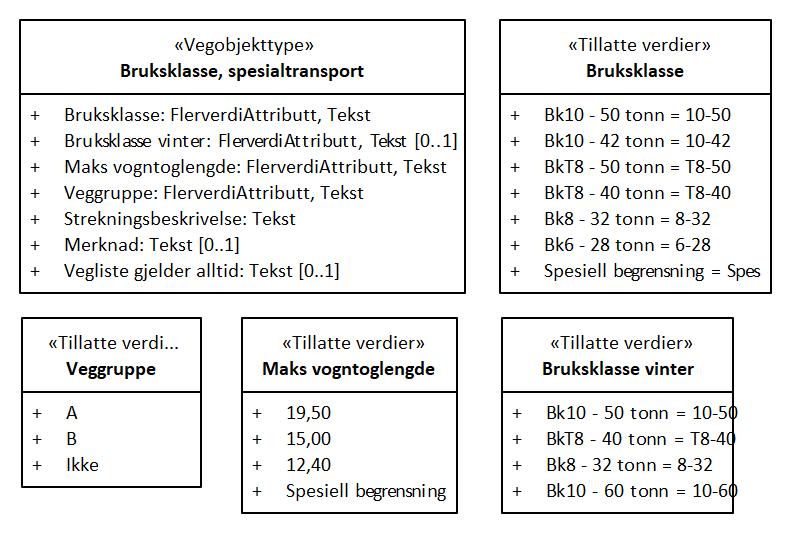 «Vegobjekttype»
Bruksklasse, spesialtransport
+ Bruksklasse: FlerverdiAttributt, Tekst
+ Bruksklasse vinter: FlerverdiAttributt, Tekst [0..1]
+ Maks vogntoglengde: FlerverdiAttributt, Tekst
+ Veggruppe: FlerverdiAttributt, Tekst
+ Strekningsbeskrivelse: Tekst
+ Merknad: Tekst [0..1]
+ Vegliste gjelder alltid: Tekst [0..1]
«Tillatte verdier»
Bruksklasse
+ Bk10 - 50 tonn = 10-50
+ Bk10 - 42 tonn = 10-42
+ BkT8 - 50 tonn = T8-50
+ BkT8 - 40 tonn = T8-40
+ Bk8 - 32 tonn = 8-32
+ Bk6 - 28 tonn = 6-28
+ Spesiell begrensning = Spes
«Tillatte verdi...
Veggruppe
+ A
+ B
+ Ikke
«Tillatte verdier»
Maks vogntoglengde
+ 19,50
+ 15,00
+ 12,40
+ Spesiell begrensning
«Tillatte verdier»
Bruksklasse vinter
+ Bk10 - 50 tonn = 10-50
+ BkT8 - 40 tonn = T8-40
+ Bk8 - 32 tonn = 8-32
+ Bk10 - 60 tonn = 10-60